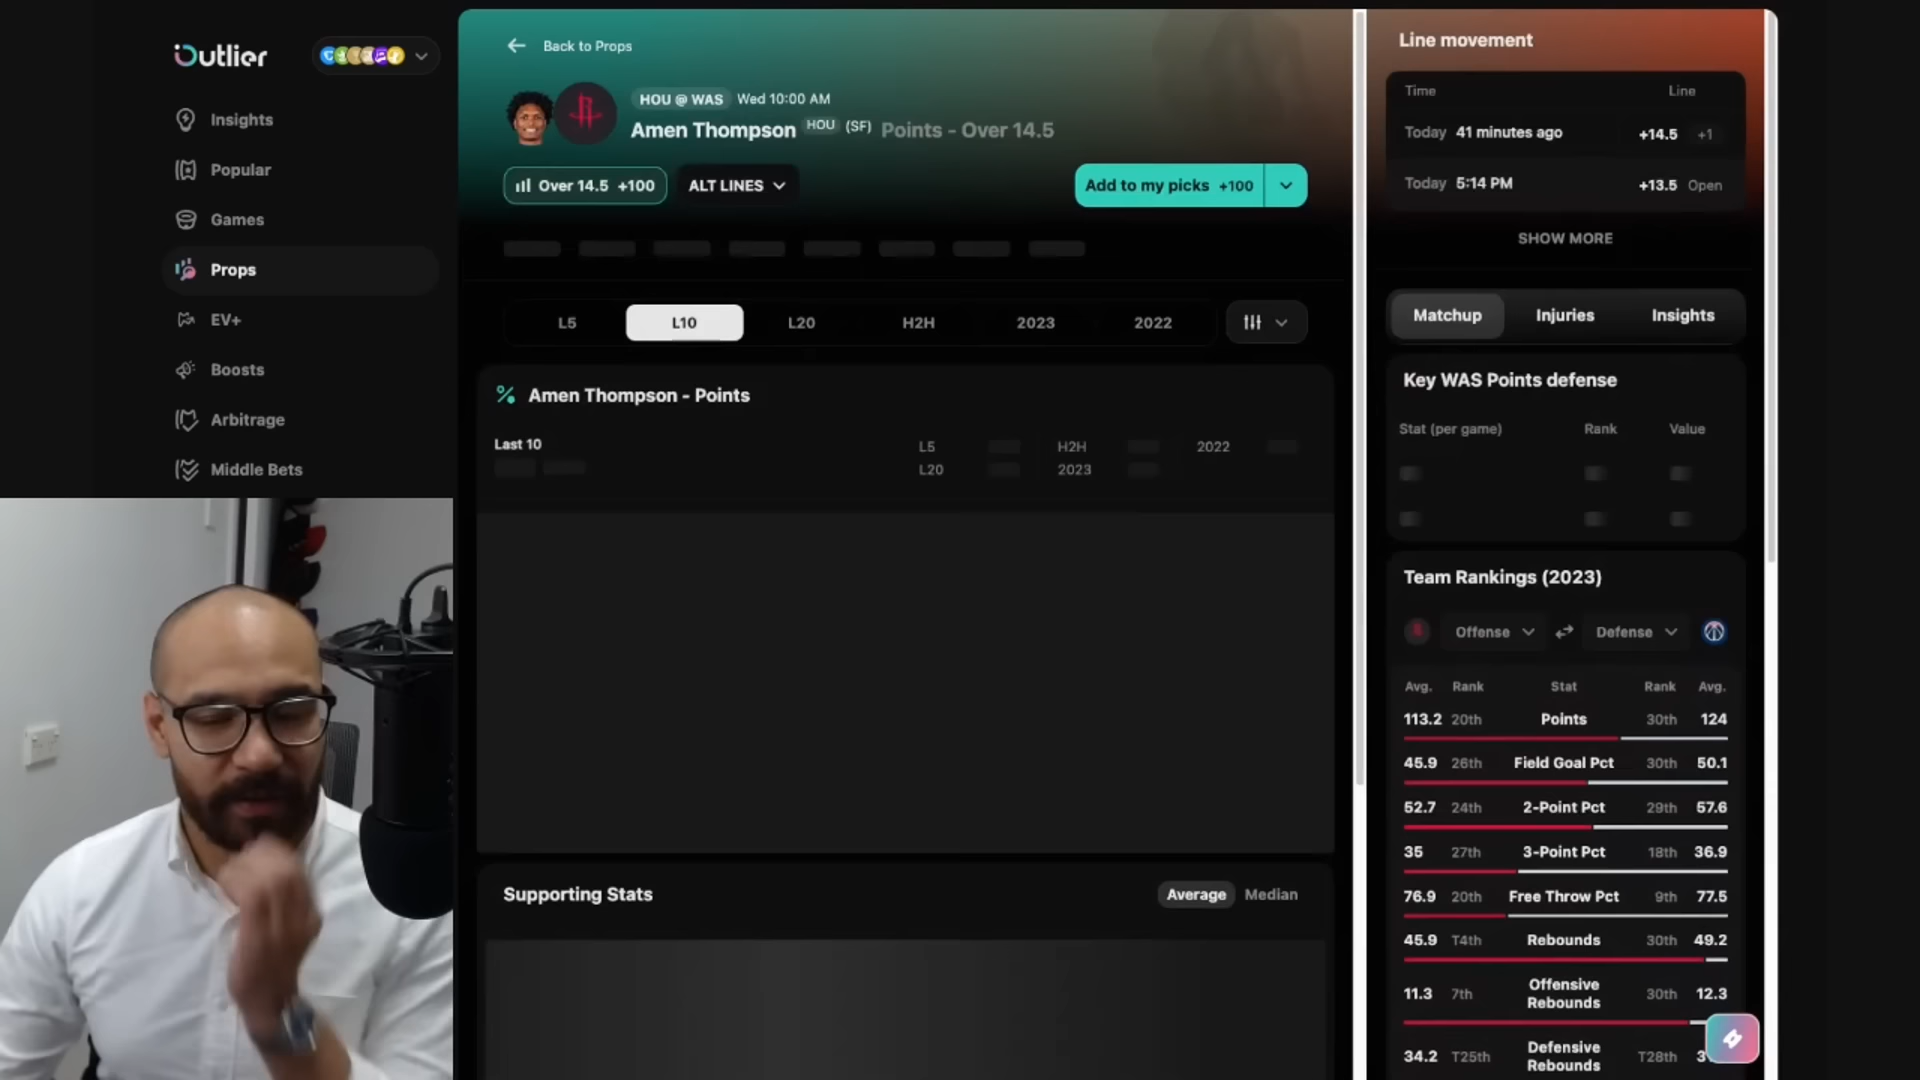 Outlier
Insights
Popular
Games
Props
EV+
Boosts
Arbitrage
Middle Bets
Back to Props
HOU @ WAS Wed 10:00 AM
Amen Thompson HOU (SF) Points - Over 14.5
Over 14.5 +100 ALT LINES
Add to my picks +100
L5 L10 L20 H2H 2023 2022
Amen Thompson - Points
Last 10
L5 H2H 2022
L20 2023
Supporting Stats
Average Median
Line movement
Time Line
Today 41 minutes ago +14.5 +1
Today 5:14 PM +13.5 Open
SHOW MORE
Matchup Injuries Insights
Key WAS Points defense
Stat (per game) Rank Value
Team Rankings (2023)
Offense Defense
Avg. Rank Stat Rank Avg.
113.2 20th Points 30th 124
45.9 26th Field Goal Pct 30th 50.1
52.7 24th 2-Point Pct 29th 57.6
35 27th 3-Point Pct 18th 36.9
76.9 20th Free Throw Pct 9th 77.5
45.9 T4th Rebounds 30th 49.2
11.3 7th Offensive Rebounds 30th 12.3
34.2 T25th Defensive Rebounds T28th